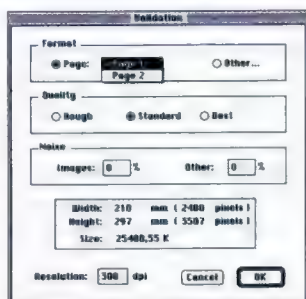 Validation
Format
Page: Page 1 Other...
Page 2
Quality
Rough Standard Best
Noise
Images: 0 % Other: 0 %
Width: 210 mm ( 2480 pixels )
Height: 297 mm ( 3507 pixels )
Size: 25488,55 K
Resolution: 300 dpi Cancel OK